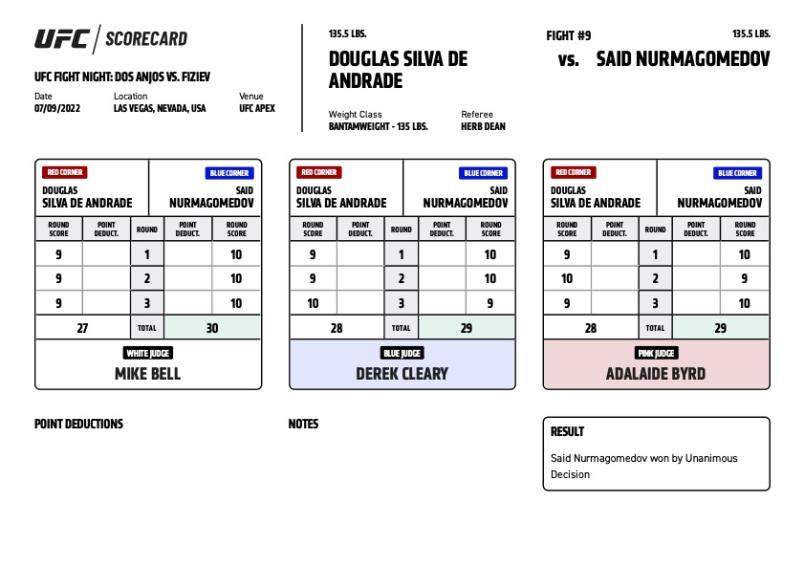 UFC / SCORECARD
UFC FIGHT NIGHT: DOS ANJOS VS. FIZIEV
Date Location Venue
07/09/2022 LAS VEGAS, NEVADA, USA UFC APEX
135.5 LBS. FIGHT #9 135.5 LBS.
DOUGLAS SILVA DE vs. SAID NURMAGOMEDOV
ANDRADE
Weight Class Referee
BANTAMWEIGHT - 135 LBS. HERB DEAN
RED CORNER BLUE CORNER
DOUGLAS SAID
SILVA DE ANDRADE NURMAGOMEDOV
ROUND SCORE POINT DEDUCT. ROUND POINT DEDUCT. ROUND SCORE
9 1 10
9 2 10
9 3 10
27 TOTAL 30
WHITE JUDGE
MIKE BELL
RED CORNER BLUE CORNER
DOUGLAS SAID
SILVA DE ANDRADE NURMAGOMEDOV
ROUND SCORE POINT DEDUCT. ROUND POINT DEDUCT. ROUND SCORE
9 1 10
9 2 10
10 3 9
28 TOTAL 29
BLUE JUDGE
DEREK CLEARY
RED CORNER BLUE CORNER
DOUGLAS SAID
SILVA DE ANDRADE NURMAGOMEDOV
ROUND SCORE POINT DEDUCT. ROUND POINT DEDUCT. ROUND SCORE
9 1 10
10 2 9
9 3 10
28 TOTAL 29
PINK JUDGE
ADALAIDE BYRD
POINT DEDUCTIONS
NOTES
RESULT
Said Nurmagomedov won by Unanimous
Decision